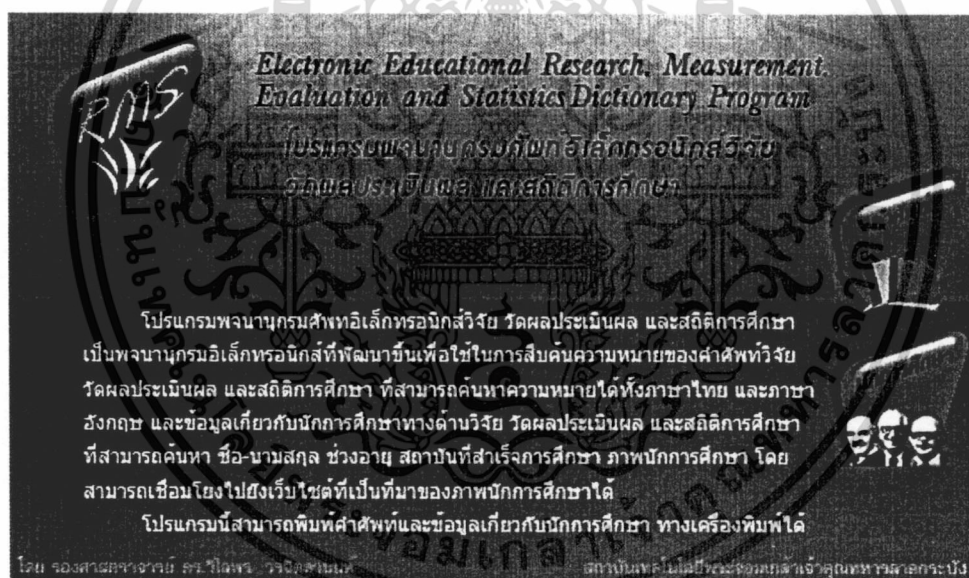 RMS
Electronic Educational Research, Measurement,
Evaluation and Statistics Dictionary Program
โปรแกรมพจนานุกรมศัพท์อิเล็กทรอนิกส์วิจัย
วัดผลประเมินผล และสถิติการศึกษา
โปรแกรมพจนานุกรมศัพทอิเล็กทรอนิกส์วิจัย วัดผลประเมินผล และสถิติการศึกษา
เป็นพจนานุกรมอิเล็กทรอนิกส์ที่พัฒนาขึ้นเพื่อใช้ในการสืบค้นความหมายของคำศัพท์วิจัย
วัดผลประเมินผล และสถิติการศึกษา ที่สามารถค้นหาความหมายได้ทั้งภาษาไทย และภาษา
อังกฤษ และข้อมูลเกี่ยวกับนักการศึกษาทางด้านวิจัย วัดผลประเมินผล และสถิติการศึกษา
ที่สามารถค้นหา ชื่อ-นามสกุล ช่วงอายุ สถาบันที่สำเร็จการศึกษา ภาพนักการศึกษา โดย
สามารถเชื่อมโยงไปยังเว็บไซต์ที่เป็นที่มาของภาพนักการศึกษาได้
โปรแกรมนี้สามารถพิมพ์คำศัพท์และข้อมูลเกี่ยวกับนักการศึกษา ทางเครื่องพิมพ์ได้
โดย รองศาสตราจารย์ ดร.
สถาบันเทคโนโลยีพระจอมเกล้าเจ้าคุณทหารลาดกระบัง